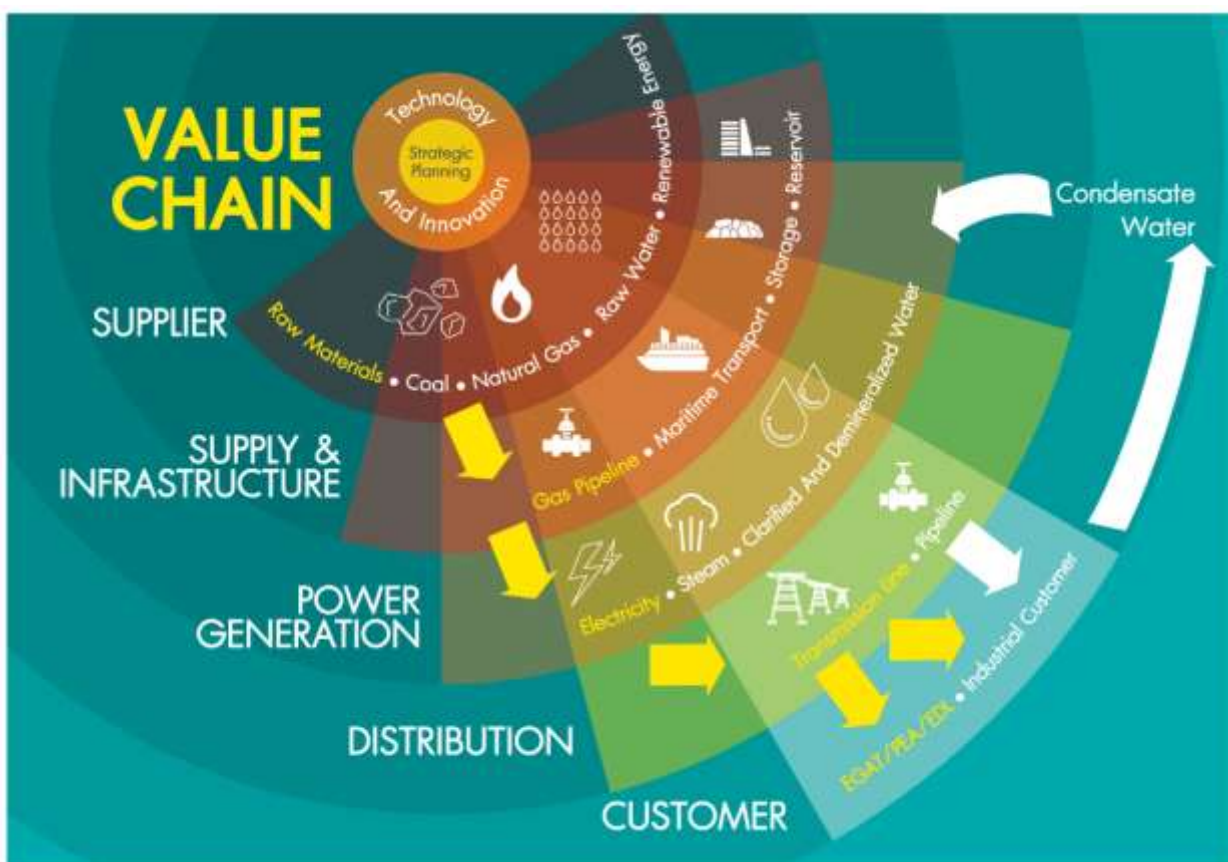 VALUE
CHAIN
Technology
And Innovation
Strategic
Planning
SUPPLIER
Raw Materials • Coal • Natural Gas • Raw Water • Renewable Energy
SUPPLY &
INFRASTRUCTURE
Gas Pipeline • Maritime Transport • Storage • Reservoir
POWER
GENERATION
Electricity • Steam • Clarified And Demineralized Water
DISTRIBUTION
Transmission Line • Pipeline
CUSTOMER
EGAT/PEA/EDL • Industrial Customer
Condensate
Water